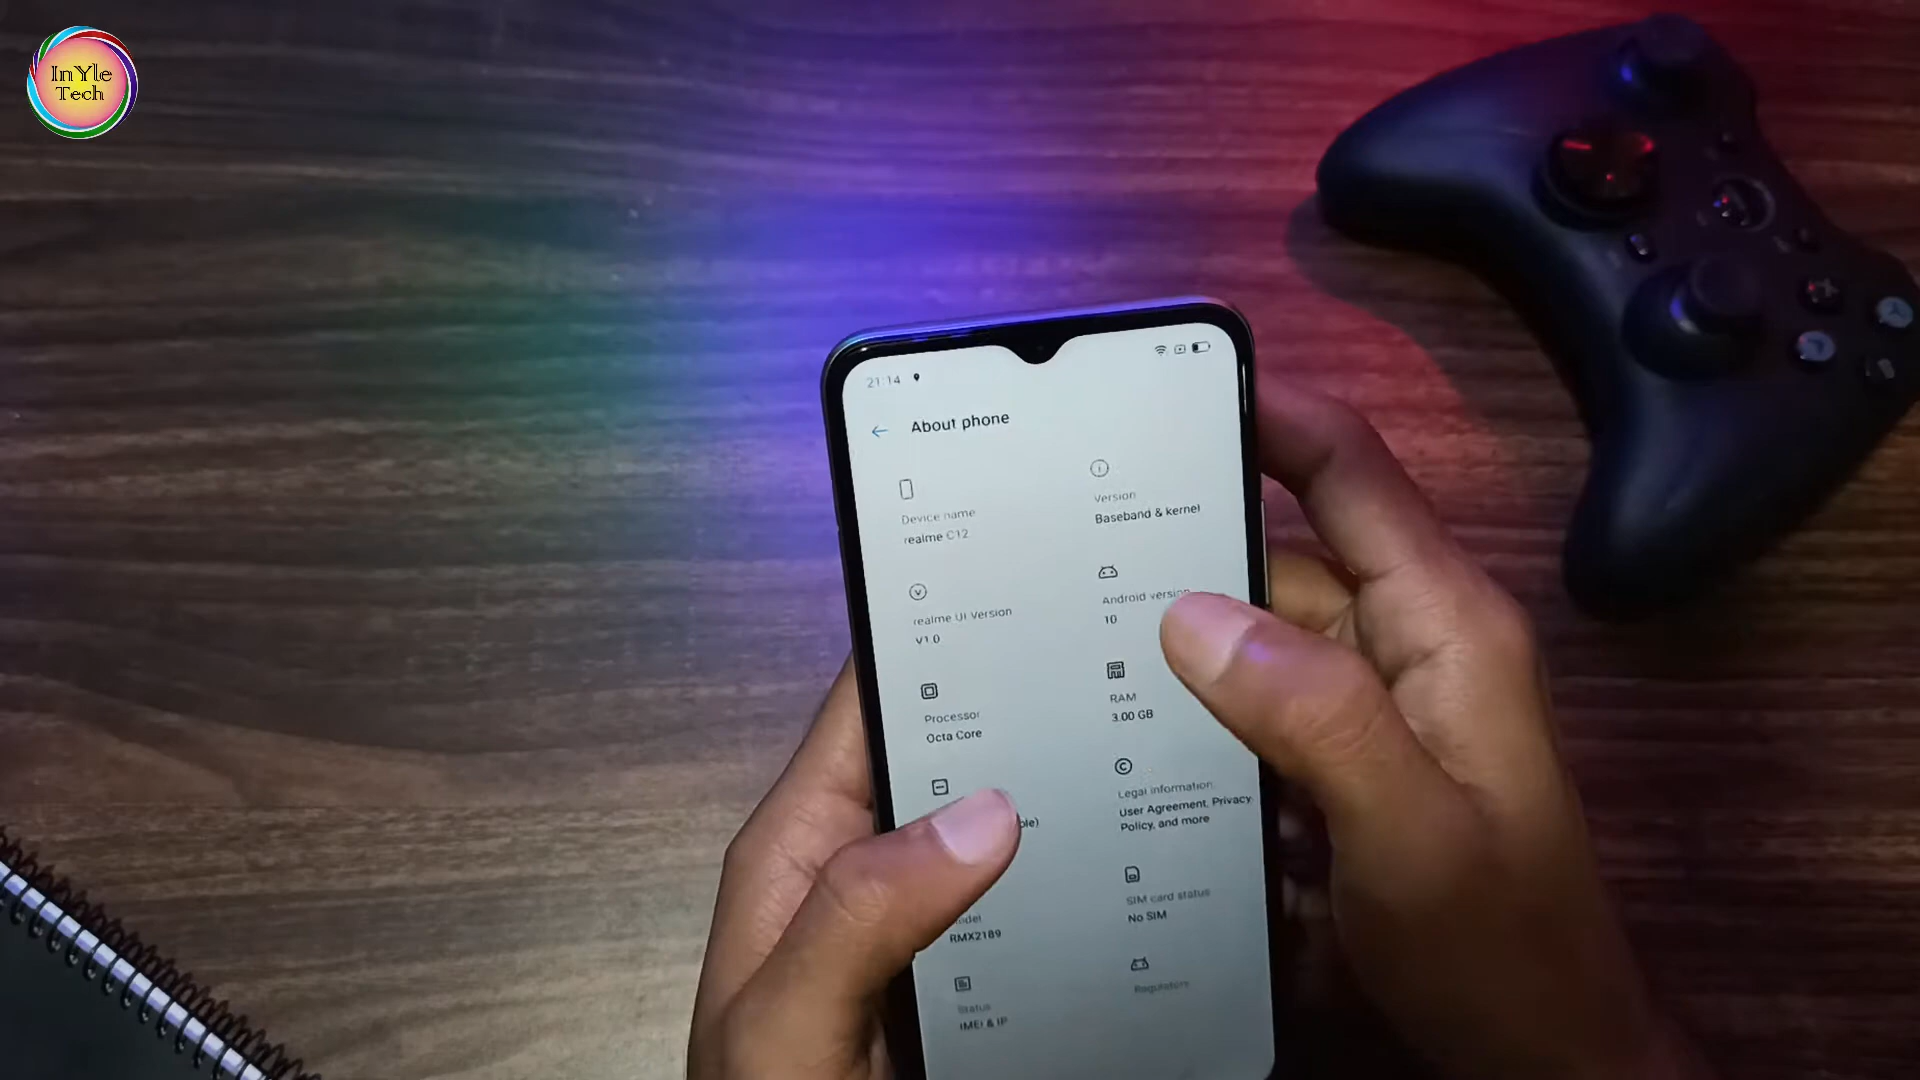 InYle
Tech
21:14
About phone
Device name
realme C12
Version
Baseband & kernel
realme UI Version
V1.0
Android version
10
Processor
Octa Core
RAM
3.00 GB
Legal information
User Agreement, Privacy
Policy, and more
RMX2189
SIM card status
No SIM
Status
IMEI & IP
Regulators